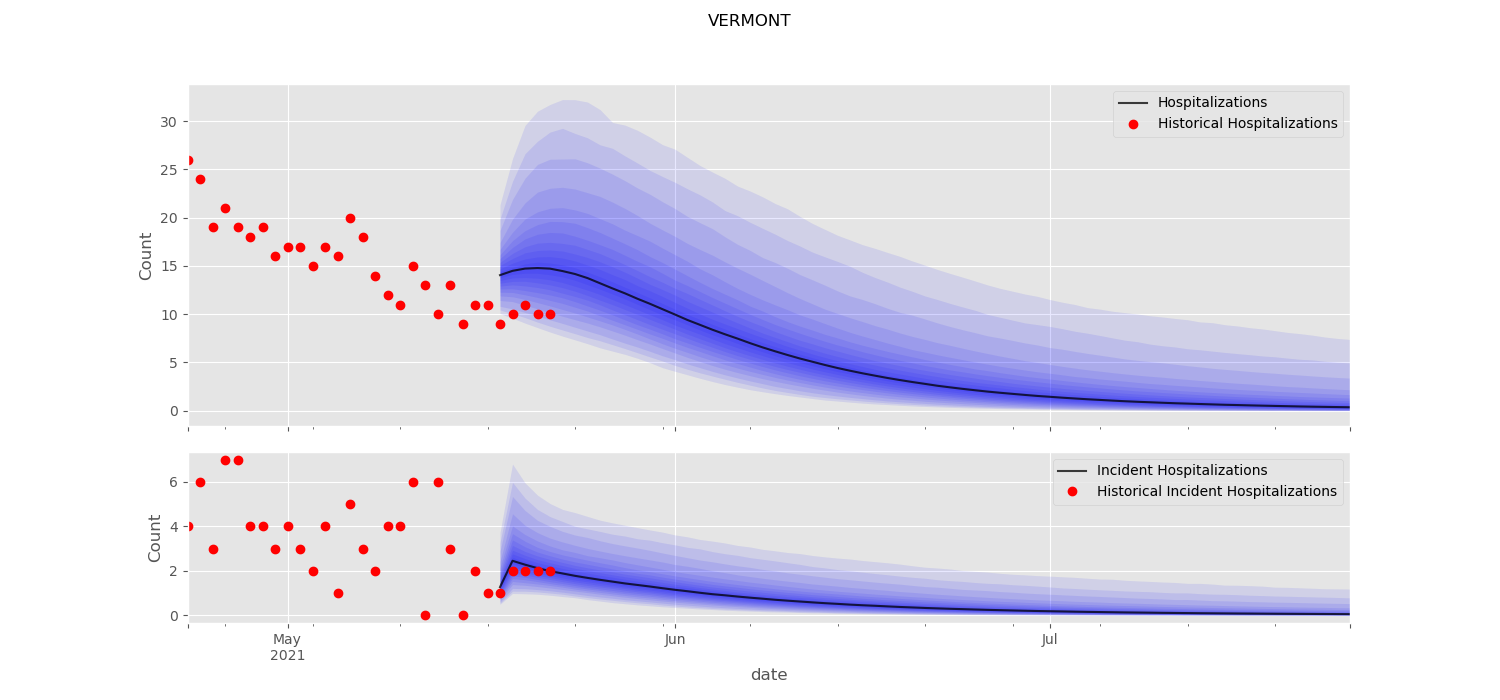 VERMONT
Hospitalizations
Historical Hospitalizations
Count
30
25
20
15
10
5
0
Incident Hospitalizations
Historical Incident Hospitalizations
Count
6
4
2
0
May
2021
Jun
Jul
date